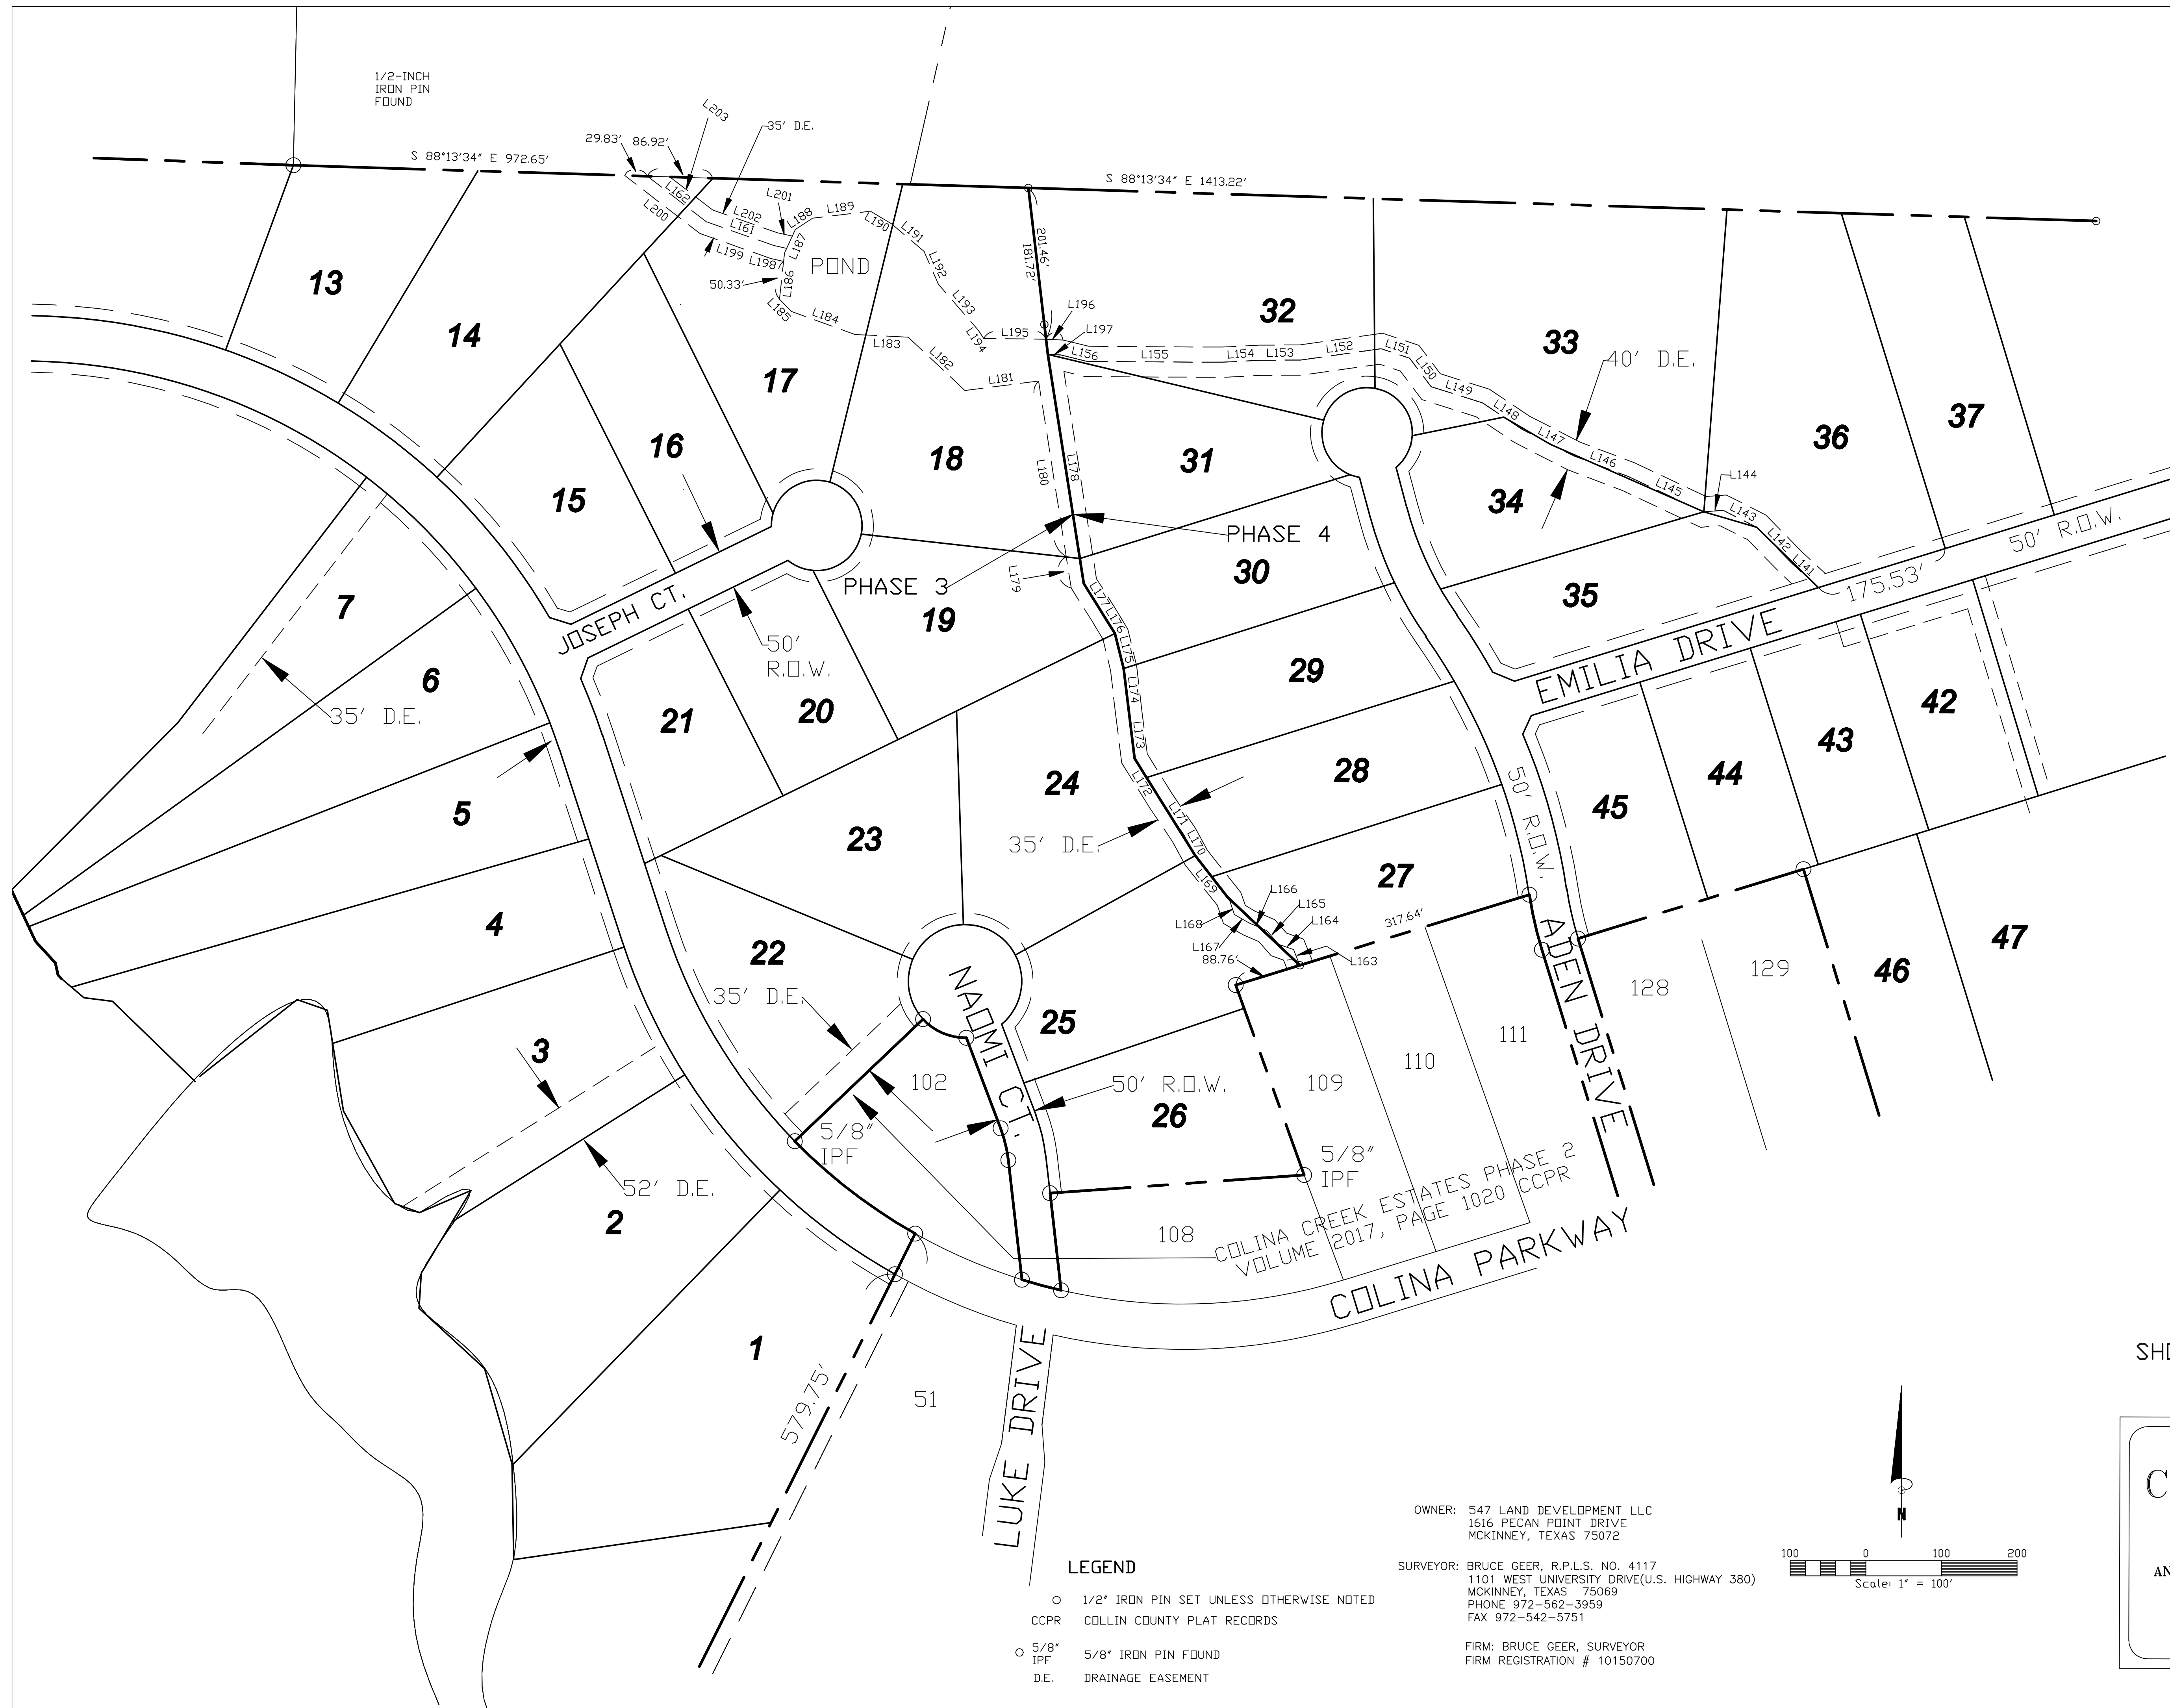 1/2-INCH
IRON PIN
FOUND
L203
35' D.E.
29.83'
86.92'
S 88°13'34" E 972.65'
S 88°13'34" E 1413.22'
L162
L200
L202
L201
L161
L199
L198
L188
L189
L190
L191
L187
L186
L192
L193
L194
L195
50.33'
L185
L184
L183
L182
L181
POND
201.46'
181.72'
L196
L197
L156
L155
L154
L153
L152
L151
L150
L149
L148
L147
L146
L145
L144
L143
L142
L141
40' D.E.
13
14
15
16
17
18
32
33
31
34
36
37
L180
L178
PHASE 4
PHASE 3
L179
L177
L176
L175
L174
L173
L172
L171
L170
L169
L168
L167
L166
L165
L164
L163
88.76'
317.64'
JOSEPH CT.
50'
R.O.W.
EMILIA DRIVE
175.53'
50' R.O.W.
7
6
35' D.E.
5
4
3
19
20
21
22
23
24
30
29
28
27
35
42
43
44
45
46
47
35' D.E.
35' D.E.
50' R.O.W.
ADEN DRIVE
NAOMI CT.
25
50' R.O.W.
26
102
5/8"
IPF
109
110
111
128
129
5/8"
IPF
52' D.E.
2
1
108
COLINA CREEK ESTATES PHASE 2
VOLUME 2017, PAGE 1020 CCPR
COLINA PARKWAY
51
579.75'
LUKE DRIVE
SH
C
AN
N
100 0 100 200
Scale: 1" = 100'
OWNER: 547 LAND DEVELOPMENT LLC
1616 PECAN POINT DRIVE
MCKINNEY, TEXAS 75072
SURVEYOR: BRUCE GEER, R.P.L.S. NO. 4117
1101 WEST UNIVERSITY DRIVE(U.S. HIGHWAY 380)
MCKINNEY, TEXAS 75069
PHONE 972-562-3959
FAX 972-542-5751
FIRM: BRUCE GEER, SURVEYOR
FIRM REGISTRATION # 10150700
LEGEND
1/2" IRON PIN SET UNLESS OTHERWISE NOTED
CCPR COLLIN COUNTY PLAT RECORDS
5/8"
IPF 5/8" IRON PIN FOUND
D.E. DRAINAGE EASEMENT